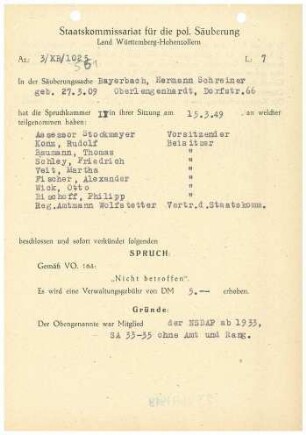 Staatskommissariat für die pol. Säuberung
Land Württemberg-Hohenzollern
Az: 3/KB/1025 L: 7
561
In der Säuberungssache Bayerbach, Hermann Schreiner
geb. 27.3.09 Oberlengenhardt, Dorfstr.66
hat die Spruchkammer II in ihrer Sitzung am 15.3.49 , an welcher
teilgenommen haben:
Assessor Stockmayer Vorsitzender
Konz, Rudolf Beisitzer
Baumann, Thomas "
Schley, Friedrich "
Veit, Martha "
Fischer, Alexander "
Wick, Otto "
Bischoff, Philipp "
Reg.Amtmann Wolfstetter Vertr.d.Staatskomm.
beschlossen und sofort verkündet folgenden
SPRUCH:
Gemäß VO. 184:
„Nicht betroffen".
Es wird eine Verwaltungsgebühr von DM 5.— erhoben.
Gründe:
Der Obengenannte war Mitglied der NSDAP ab 1933,
SA 33-35 ohne Amt und Rang.